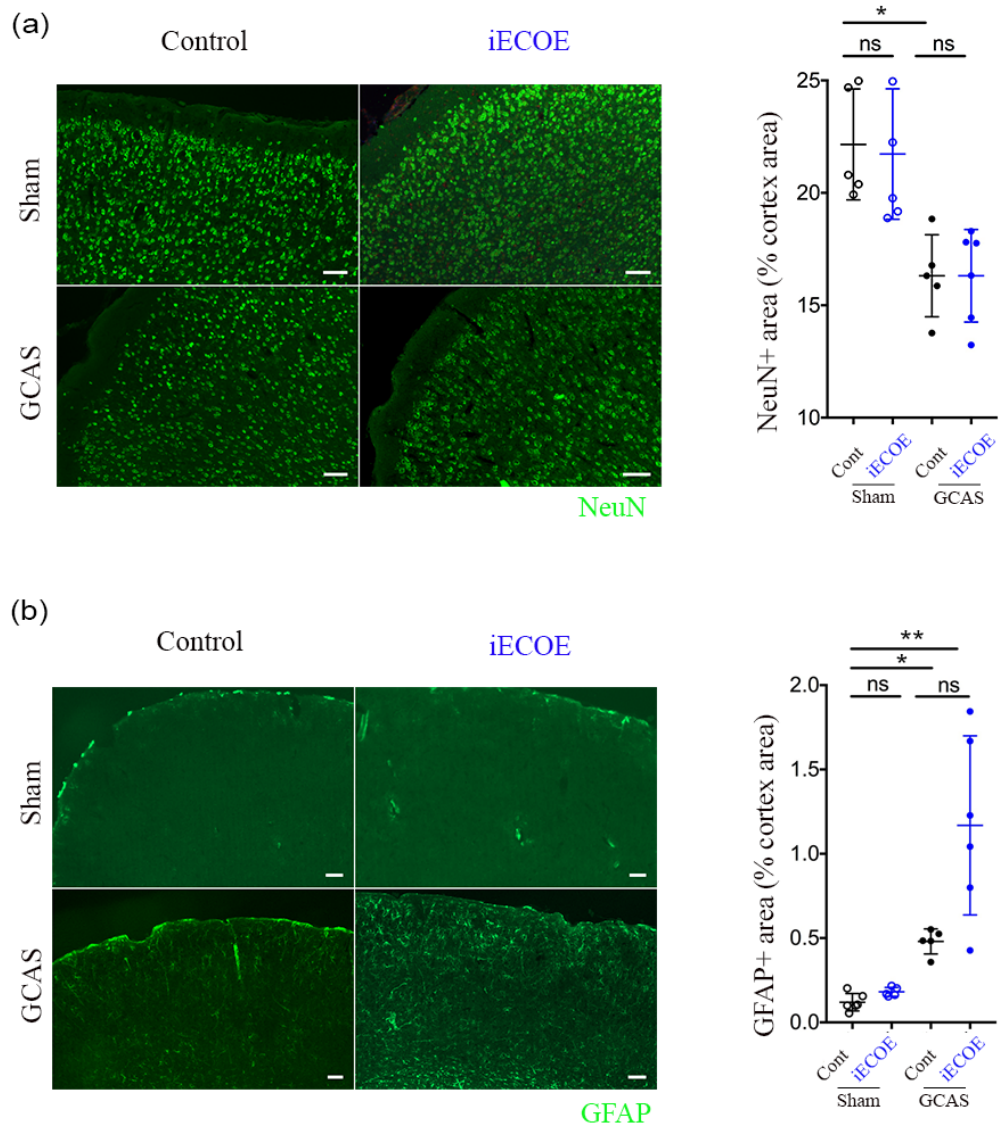 (a)
Control
iECOE
Sham
GCAS
NeuN
*
ns
ns
NeuN+ area (% cortex area)
25
20
15
10
Cont
iECOE
Cont
iECOE
Sham
GCAS
(b)
Control
iECOE
Sham
GCAS
GFAP
**
*
ns
ns
GFAP+ area (% cortex area)
2.0
1.5
1.0
0.5
0.0
Cont
iECOE
Cont
iECOE
Sham
GCAS